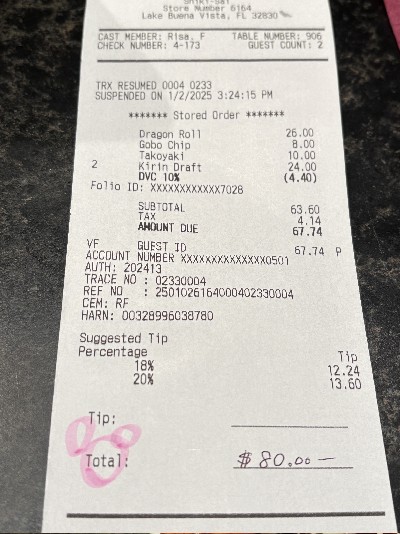 Shiki-Sai
Store Number 6164
Lake Buena Vista, FL 32830
CAST MEMBER: Risa, F TABLE NUMBER: 906
CHECK NUMBER: 4-173 GUEST COUNT: 2
TRX RESUMED 0004 0233
SUSPENDED ON 1/2/2025 3:24:15 PM
******* Stored Order *******
Dragon Roll 26.00
Gobo Chip 8.00
Takoyaki 10.00
2 Kirin Draft 24.00
DVC 10% (4.40)
Folio ID: XXXXXXXXXXXX7028
SUBTOTAL 63.60
TAX 4.14
AMOUNT DUE 67.74
VF GUEST ID 67.74 P
ACCOUNT NUMBER XXXXXXXXXXXXXXX0501
AUTH: 202413
TRACE NO : 02330004
REF NO : 2501026164000402330004
CEM: RF
HARN: 00328996038780
Suggested Tip
Percentage Tip
18% 12.24
20% 13.60
Tip:
Total: $ 80.00 —